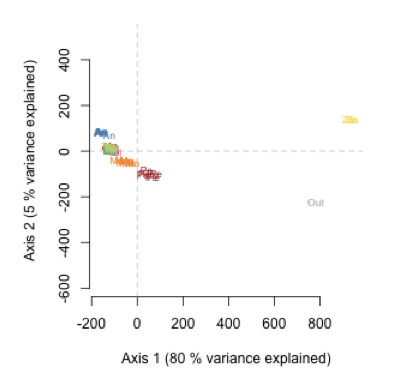 400
200
0
-200
-400
-600
Axis 2 (5 % variance explained)
An
Out
-200 0 200 400 600 800
Axis 1 (80 % variance explained)